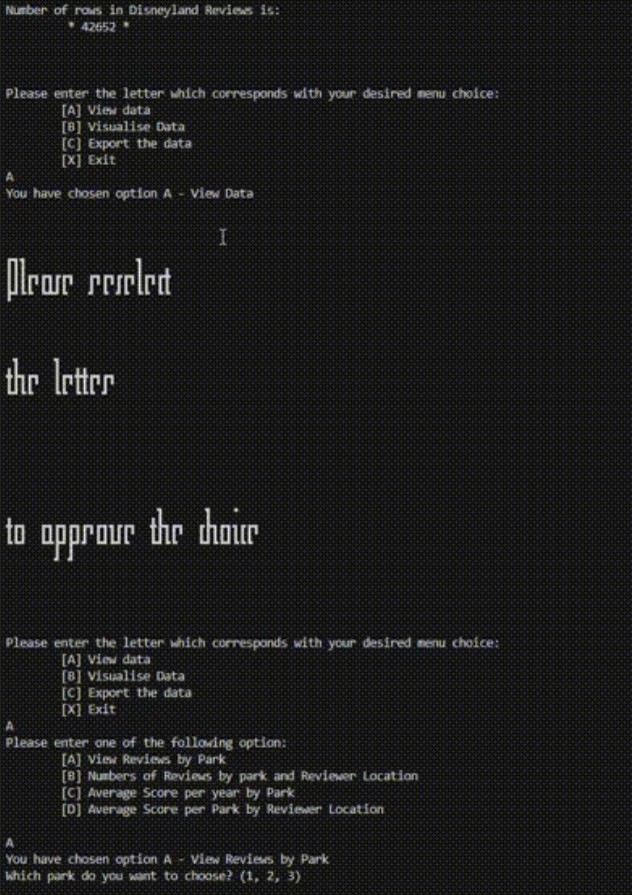 Number of rows in Disneyland Reviews is:
* 42652 *
Please enter the letter which corresponds with your desired menu choice:
[A] View data
[B] Visualise Data
[C] Export the data
[X] Exit
A
You have chosen option A - View Data
Please reselect
the letter
to approve the choice
Please enter the letter which corresponds with your desired menu choice:
[A] View data
[B] Visualise Data
[C] Export the data
[X] Exit
A
Please enter one of the following option:
[A] View Reviews by Park
[B] Numbers of Reviews by park and Reviewer Location
[C] Average Score per year by Park
[D] Average Score per Park by Reviewer Location
A
You have chosen option A - View Reviews by Park
Which park do you want to choose? (1, 2, 3)